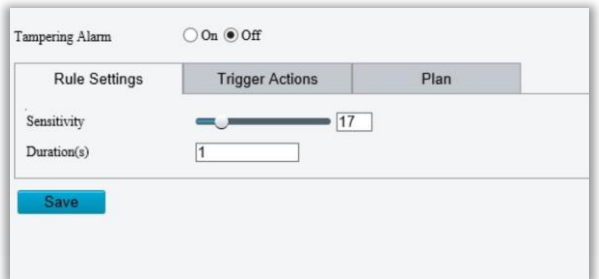 Tampering Alarm On Off
Rule Settings Trigger Actions Plan
Sensitivity 17
Duration(s) 1
Save